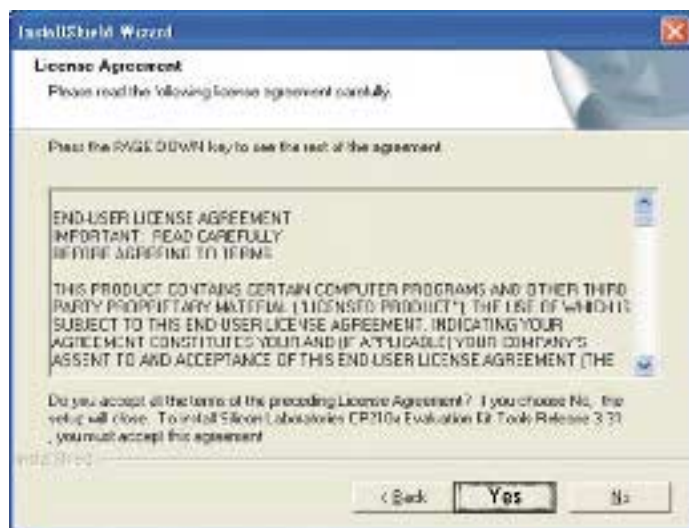 InstallShield Wizard
License Agreement
Please read the following license agreement carefully.
Press the PAGE DOWN key to see the rest of the agreement
END-USER LICENSE AGREEMENT
IMPORTANT: READ CAREFULLY
BEFORE AGREEING TO TERMS
THIS PRODUCT CONTAINS CERTAIN COMPUTER PROGRAMS AND OTHER THIRD
PARTY PROPRIETARY MATERIAL ("LICENSED PRODUCT"), THE USE OF WHICH IS
SUBJECT TO THIS END-USER LICENSE AGREEMENT. INDICATING YOUR
AGREEMENT CONSTITUTES YOUR AND (IF APPLICABLE) YOUR COMPANY'S
ASSENT TO AND ACCEPTANCE OF THIS END-USER LICENSE AGREEMENT (THE
Do you accept all the terms of the preceding License Agreement? If you choose No, the
setup will close. To install Silicon Laboratories CP210x Evaluation Kit Tools Release 3.31
, you must accept this agreement
InstallShield
< Back
Yes
No